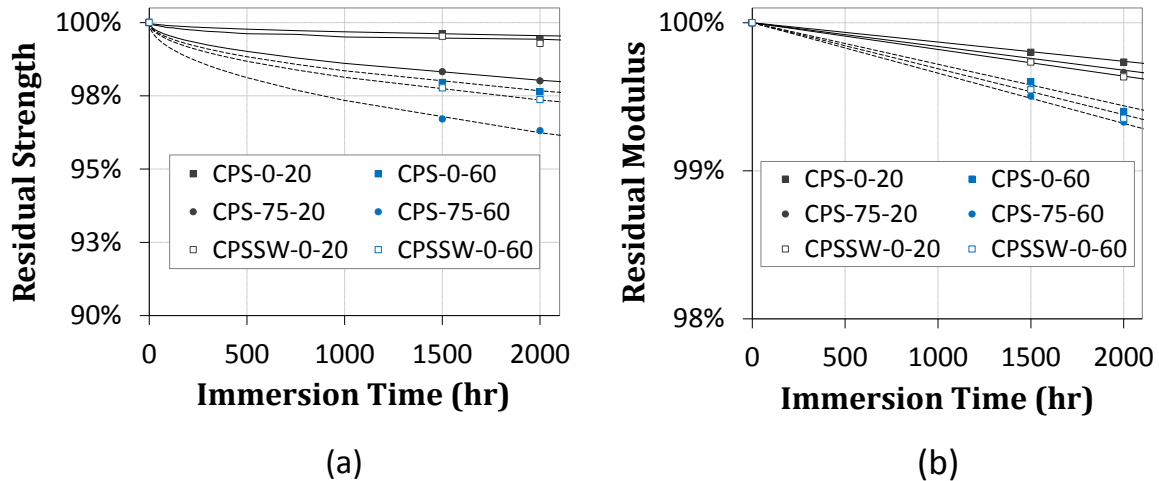 100%
98%
95%
93%
90%
Residual Strength
CPS-0-20 CPS-0-60
CPS-75-20 CPS-75-60
CPSSW-0-20 CPSSW-0-60
0 500 1000 1500 2000
Immersion Time (hr)
(a)
100%
99%
98%
Residual Modulus
CPS-0-20 CPS-0-60
CPS-75-20 CPS-75-60
CPSSW-0-20 CPSSW-0-60
0 500 1000 1500 2000
Immersion Time (hr)
(b)